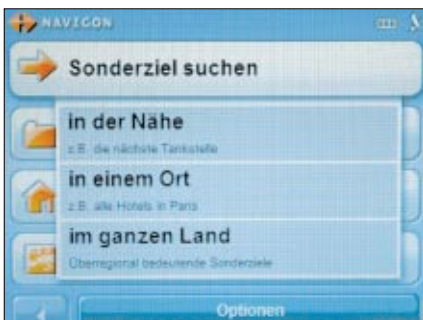 NAVIGON
Sonderziel suchen
in der Nähe
z.B. die nächste Tankstelle
in einem Ort
z.B. alle Hotels in Paris
im ganzen Land
Überregional bedeutende Sonderziele
Optionen